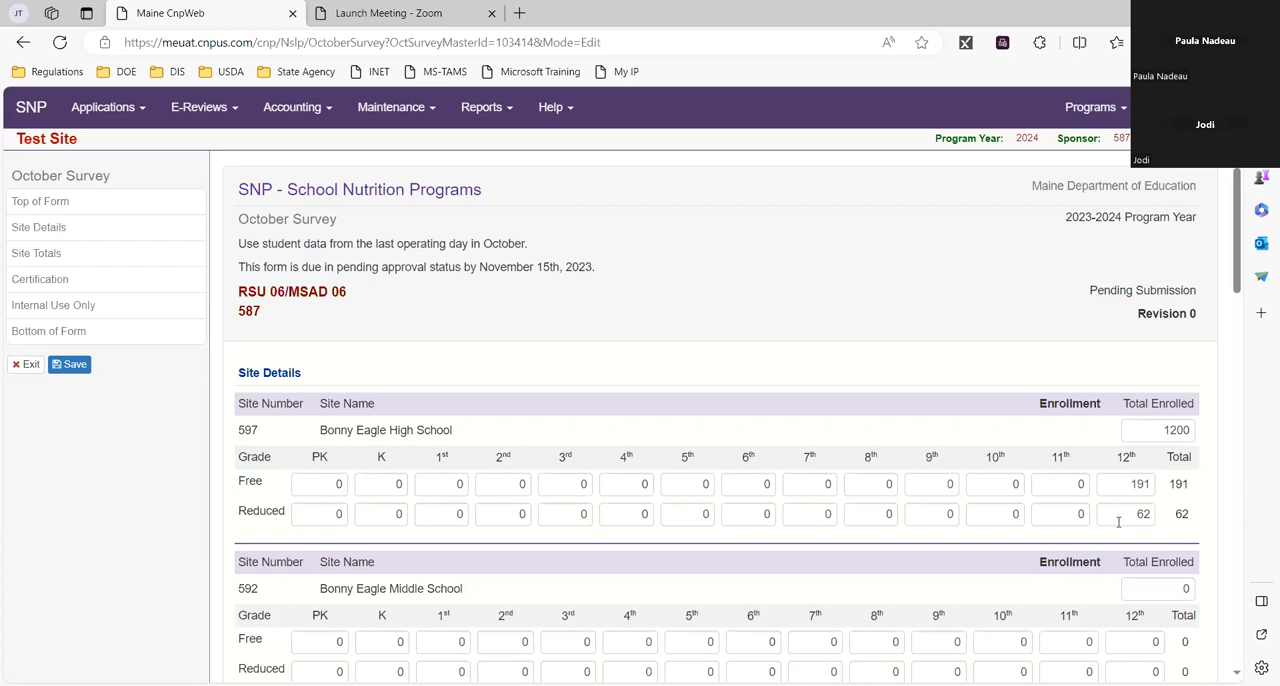 JT Maine CnpWeb Launch Meeting - Zoom
https://meuat.cnpus.com/cnp/Nslp/OctoberSurvey?OctSurveyMasterId=103414&Mode=Edit
Regulations DOE DIS USDA State Agency INET MS-TAMS Microsoft Training My IP
Paula Nadeau
Paula Nadeau
Jodi
Jodi
SNP Applications E-Reviews Accounting Maintenance Reports Help Programs
Test Site Program Year: 2024 Sponsor: 587
October Survey
Top of Form
Site Details
Site Totals
Certification
Internal Use Only
Bottom of Form
Exit Save
SNP - School Nutrition Programs Maine Department of Education
October Survey 2023-2024 Program Year
Use student data from the last operating day in October.
This form is due in pending approval status by November 15th, 2023.
RSU 06/MSAD 06 Pending Submission
587 Revision 0
Site Details
Site Number Site Name Enrollment Total Enrolled
597 Bonny Eagle High School 1200
Grade PK K 1st 2nd 3rd 4th 5th 6th 7th 8th 9th 10th 11th 12th Total
Free 0 0 0 0 0 0 0 0 0 0 0 0 0 191 191
Reduced 0 0 0 0 0 0 0 0 0 0 0 0 0 62 62
Site Number Site Name Enrollment Total Enrolled
592 Bonny Eagle Middle School 0
Grade PK K 1st 2nd 3rd 4th 5th 6th 7th 8th 9th 10th 11th 12th Total
Free 0 0 0 0 0 0 0 0 0 0 0 0 0 0 0
Reduced 0 0 0 0 0 0 0 0 0 0 0 0 0 0 0